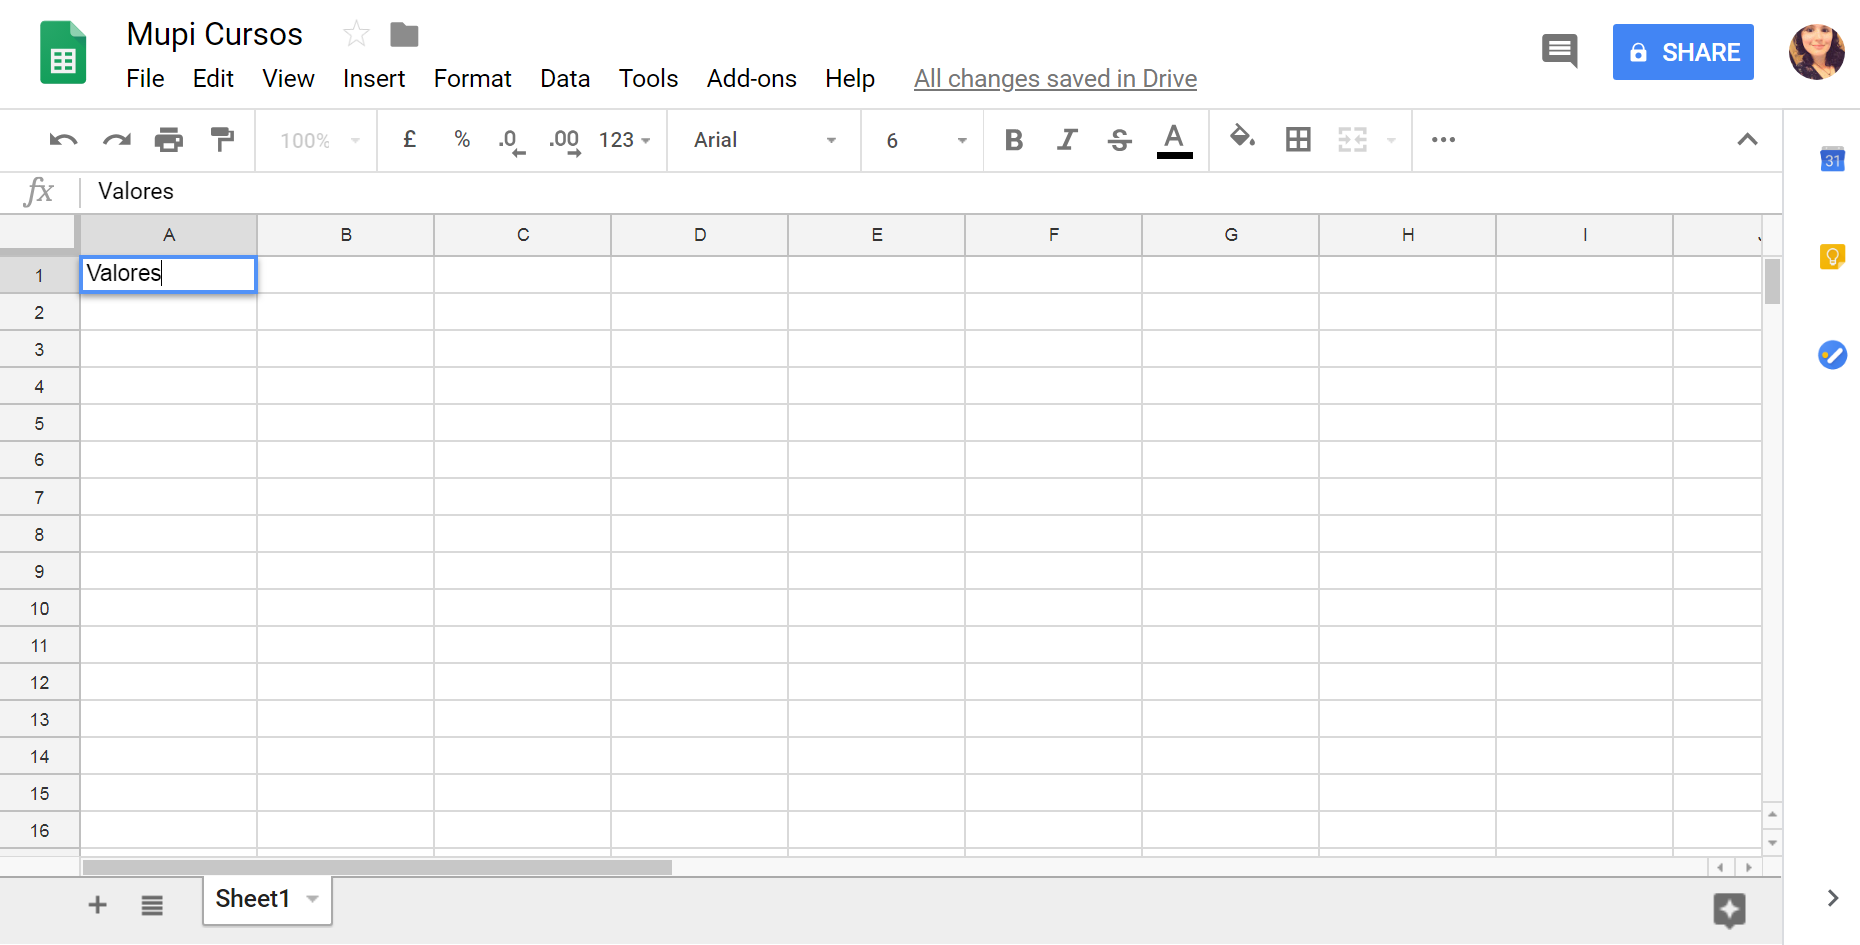 Mupi Cursos
File Edit View Insert Format Data Tools Add-ons Help All changes saved in Drive
SHARE
100% £ % .0 .00 123 Arial 6 B I S A
31
fx Valores
A B C D E F G H I
1 Valores
2
3
4
5
6
7
8
9
10
11
12
13
14
15
16
Sheet1